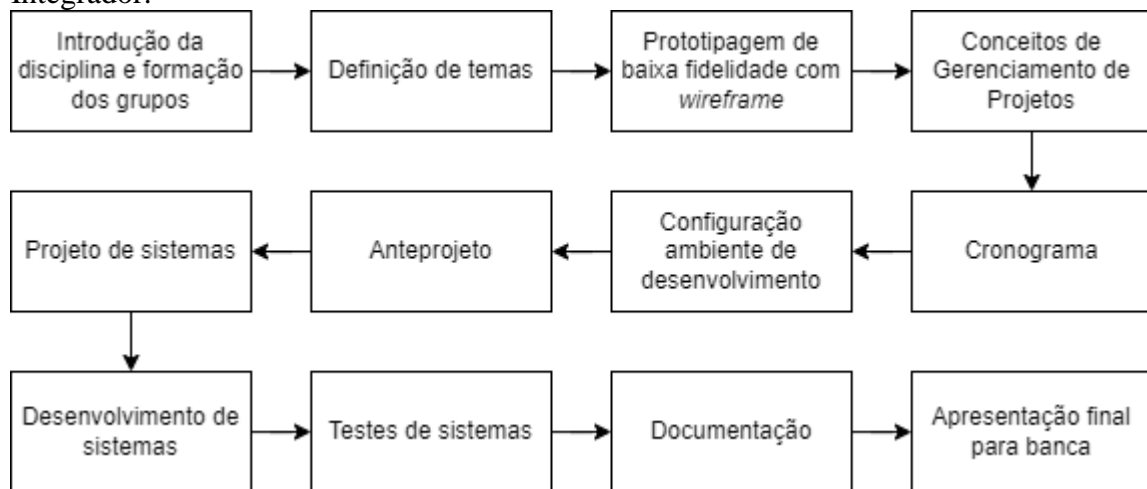 Integrador.
Introdução da
disciplina e formação
dos grupos
Definição de temas
Prototipagem de
baixa fidelidade com
wireframe
Conceitos de
Gerenciamento de
Projetos
Cronograma
Configuração
ambiente de
desenvolvimento
Anteprojeto
Projeto de sistemas
Desenvolvimento de
sistemas
Testes de sistemas
Documentação
Apresentação final
para banca